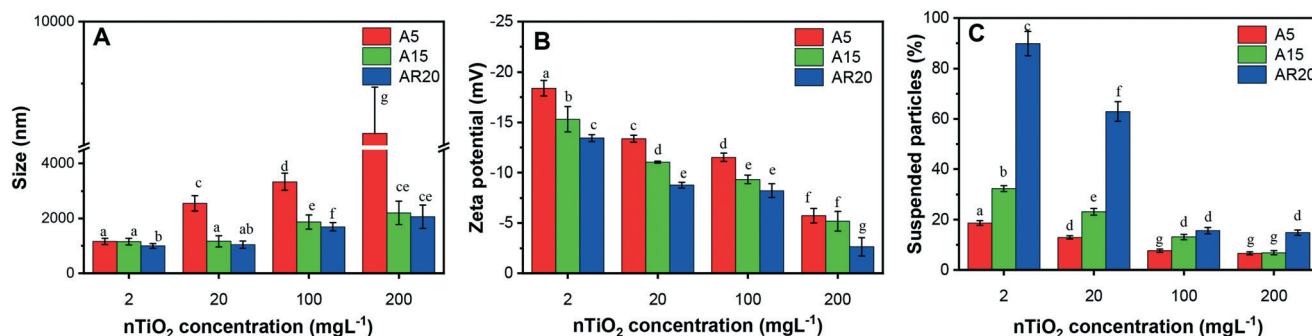 A
A5
A15
AR20
Size (nm)
10000
4000
2000
0
a a b
c a ab
d e f
g ce ce
2 20 100 200
nTiO₂ concentration (mgL⁻¹)
B
A5
A15
AR20
Zeta potential (mV)
-25
-20
-15
-10
-5
-0
a b c
c d e
d e e
f f g
2 20 100 200
nTiO₂ concentration (mgL⁻¹)
C
A5
A15
AR20
Suspended particles (%)
100
80
60
40
20
0
a b c
d e f
g d d
g g d
2 20 100 200
nTiO₂ concentration (mgL⁻¹)